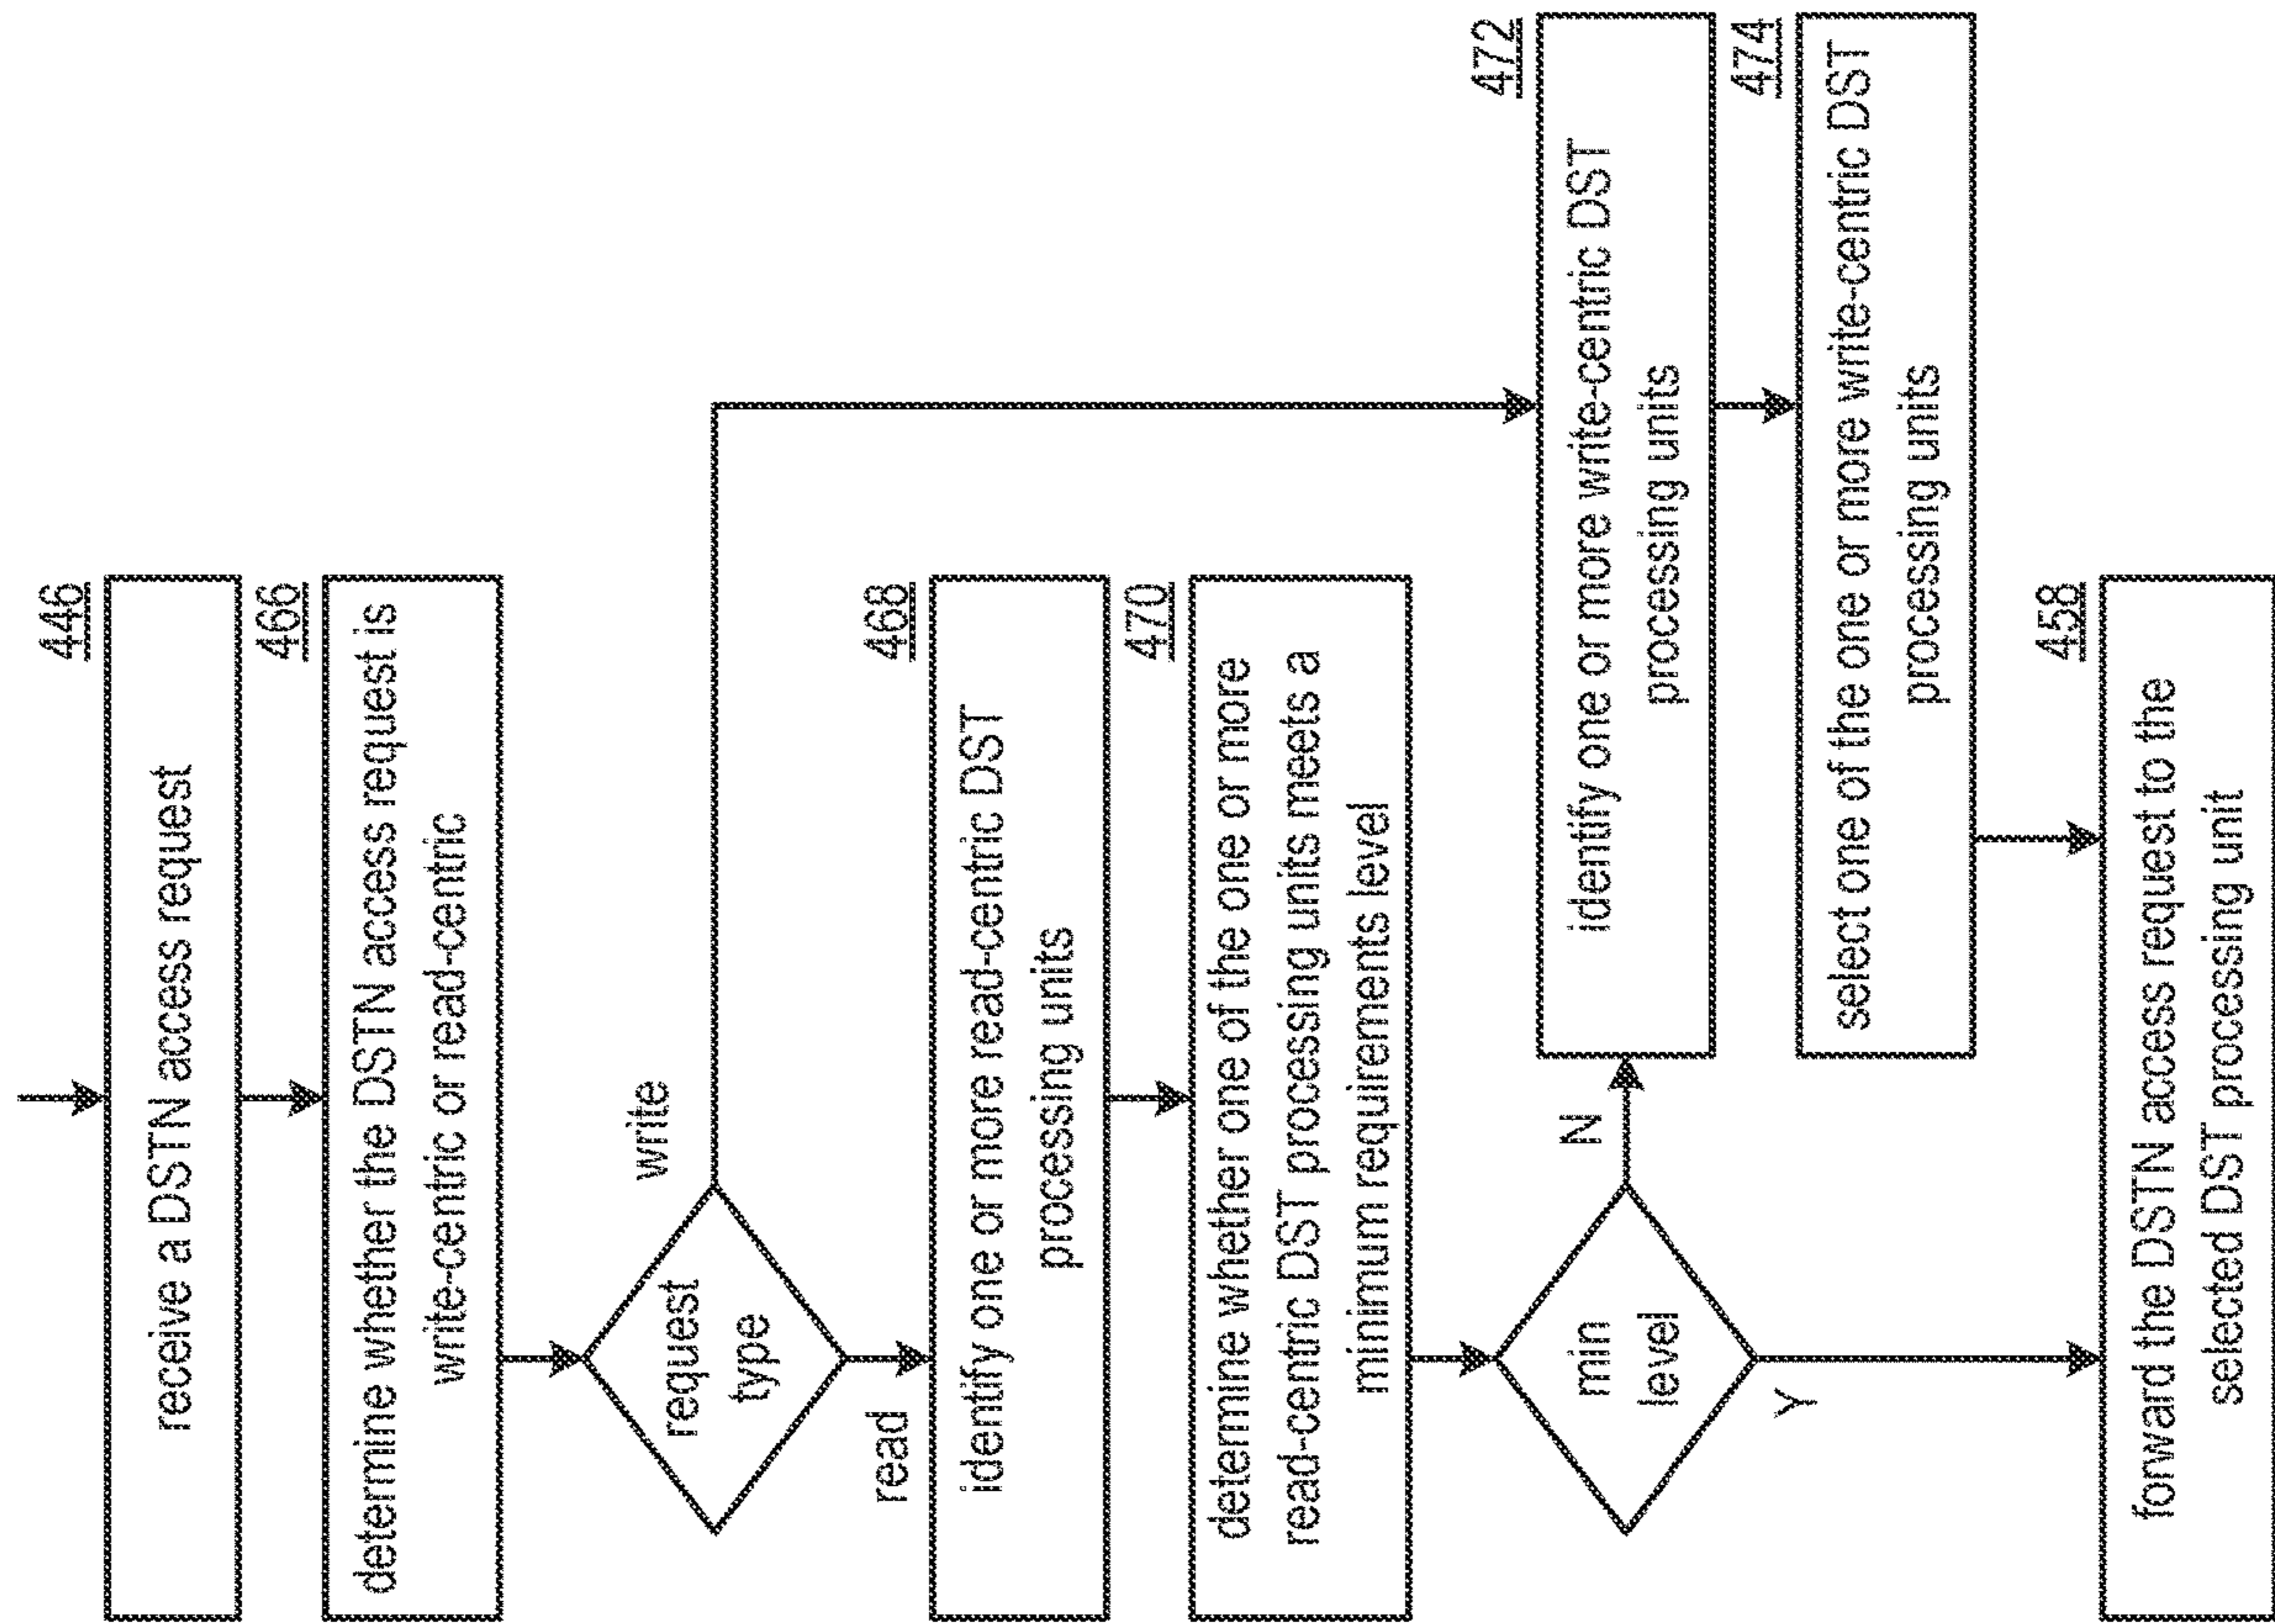 446
receive a DSTN access request
466
determine whether the DSTN access request is
write-centric or read-centric
request
type
write
read
468
identify one or more read-centric DST
processing units
470
determine whether one of the one or more
read-centric DST processing units meets a
minimum requirements level
min
level
N
Y
472
identify one or more write-centric DST
processing units
474
select one of the one or more write-centric DST
processing units
458
forward the DSTN access request to the
selected DST processing unit